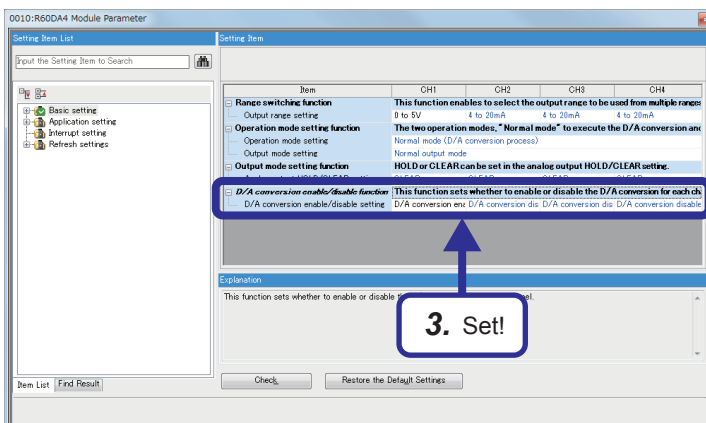 0010:R60DA4 Module Parameter
Setting Item List
Setting Item
Input the Setting Item to Search
Item CH1 CH2 CH3 CH4
Basic setting
Application setting
Interrupt setting
Refresh settings
Range switching function This function enables to select the output range to be used from multiple ranges
Output range setting 0 to 5V 4 to 20mA 4 to 20mA 4 to 20mA
Operation mode setting function The two operation modes, "Normal mode" to execute the D/A conversion and
Operation mode setting Normal mode (D/A conversion process)
Output mode setting Normal output mode
Output mode setting function HOLD or CLEAR can be set in the analog output HOLD/CLEAR setting.
D/A conversion enable/disable function This function sets whether to enable or disable the D/A conversion for each ch
D/A conversion enable/disable setting D/A conversion ena D/A conversion dis D/A conversion dis D/A conversion disable
Explanation
This function sets whether to enable or disable
3. Set!
Item List Find Result
Check Restore the Default Settings